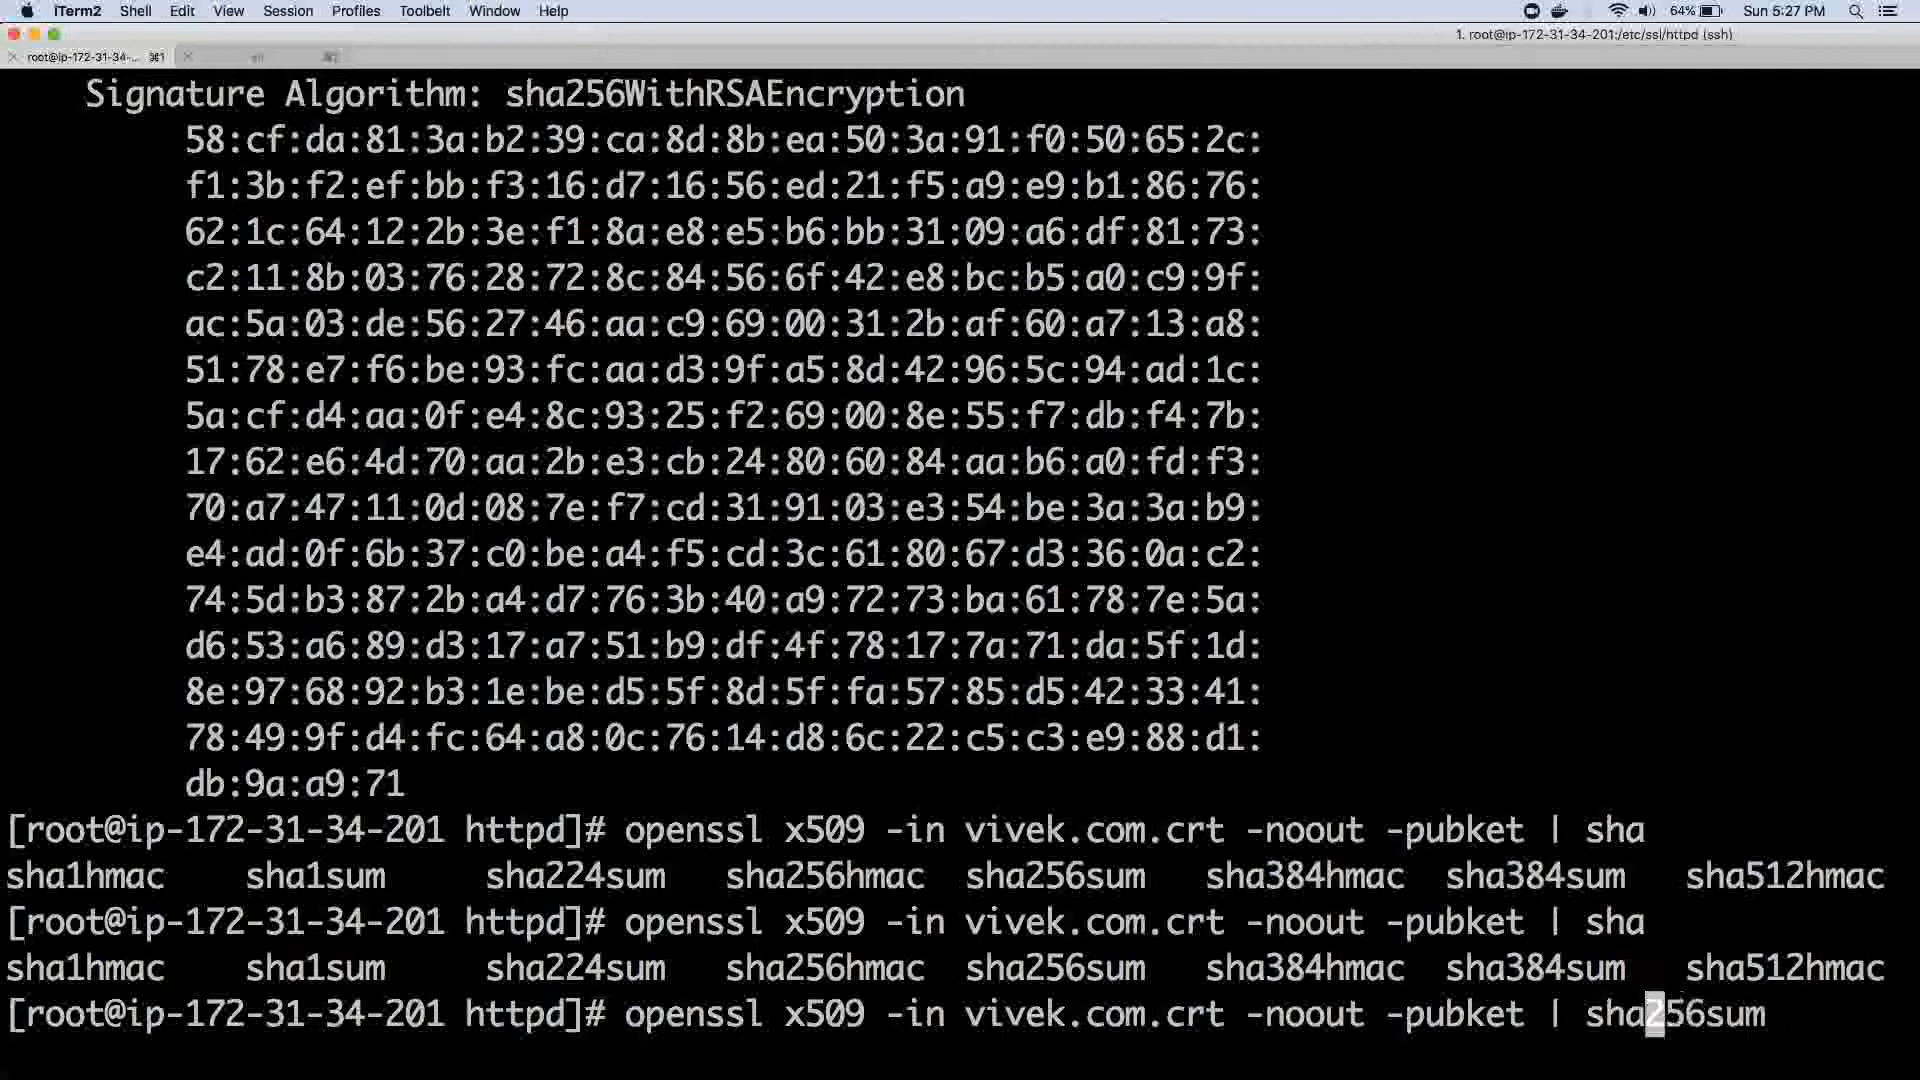 iTerm2 Shell Edit View Session Profiles Toolbelt Window Help 64% Sun 5:27 PM
1. root@ip-172-31-34-201:/etc/ssl/httpd (ssh)
root@ip-172-31-34-... ⌘1
Signature Algorithm: sha256WithRSAEncryption
58:cf:da:81:3a:b2:39:ca:8d:8b:ea:50:3a:91:f0:50:65:2c:
f1:3b:f2:ef:bb:f3:16:d7:16:56:ed:21:f5:a9:e9:b1:86:76:
62:1c:64:12:2b:3e:f1:8a:e8:e5:b6:bb:31:09:a6:df:81:73:
c2:11:8b:03:76:28:72:8c:84:56:6f:42:e8:bc:b5:a0:c9:9f:
ac:5a:03:de:56:27:46:aa:c9:69:00:31:2b:af:60:a7:13:a8:
51:78:e7:f6:be:93:fc:aa:d3:9f:a5:8d:42:96:5c:94:ad:1c:
5a:cf:d4:aa:0f:e4:8c:93:25:f2:69:00:8e:55:f7:db:f4:7b:
17:62:e6:4d:70:aa:2b:e3:cb:24:80:60:84:aa:b6:a0:fd:f3:
70:a7:47:11:0d:08:7e:f7:cd:31:91:03:e3:54:be:3a:3a:b9:
e4:ad:0f:6b:37:c0:be:a4:f5:cd:3c:61:80:67:d3:36:0a:c2:
74:5d:b3:87:2b:a4:d7:76:3b:40:a9:72:73:ba:61:78:7e:5a:
d6:53:a6:89:d3:17:a7:51:b9:df:4f:78:17:7a:71:da:5f:1d:
8e:97:68:92:b3:1e:be:d5:5f:8d:5f:fa:57:85:d5:42:33:41:
78:49:9f:d4:fc:64:a8:0c:76:14:d8:6c:22:c5:c3:e9:88:d1:
db:9a:a9:71
[root@ip-172-31-34-201 httpd]# openssl x509 -in vivek.com.crt -noout -pubket | sha
sha1hmac sha1sum sha224sum sha256hmac sha256sum sha384hmac sha384sum sha512hmac
[root@ip-172-31-34-201 httpd]# openssl x509 -in vivek.com.crt -noout -pubket | sha
sha1hmac sha1sum sha224sum sha256hmac sha256sum sha384hmac sha384sum sha512hmac
[root@ip-172-31-34-201 httpd]# openssl x509 -in vivek.com.crt -noout -pubket | sha256sum